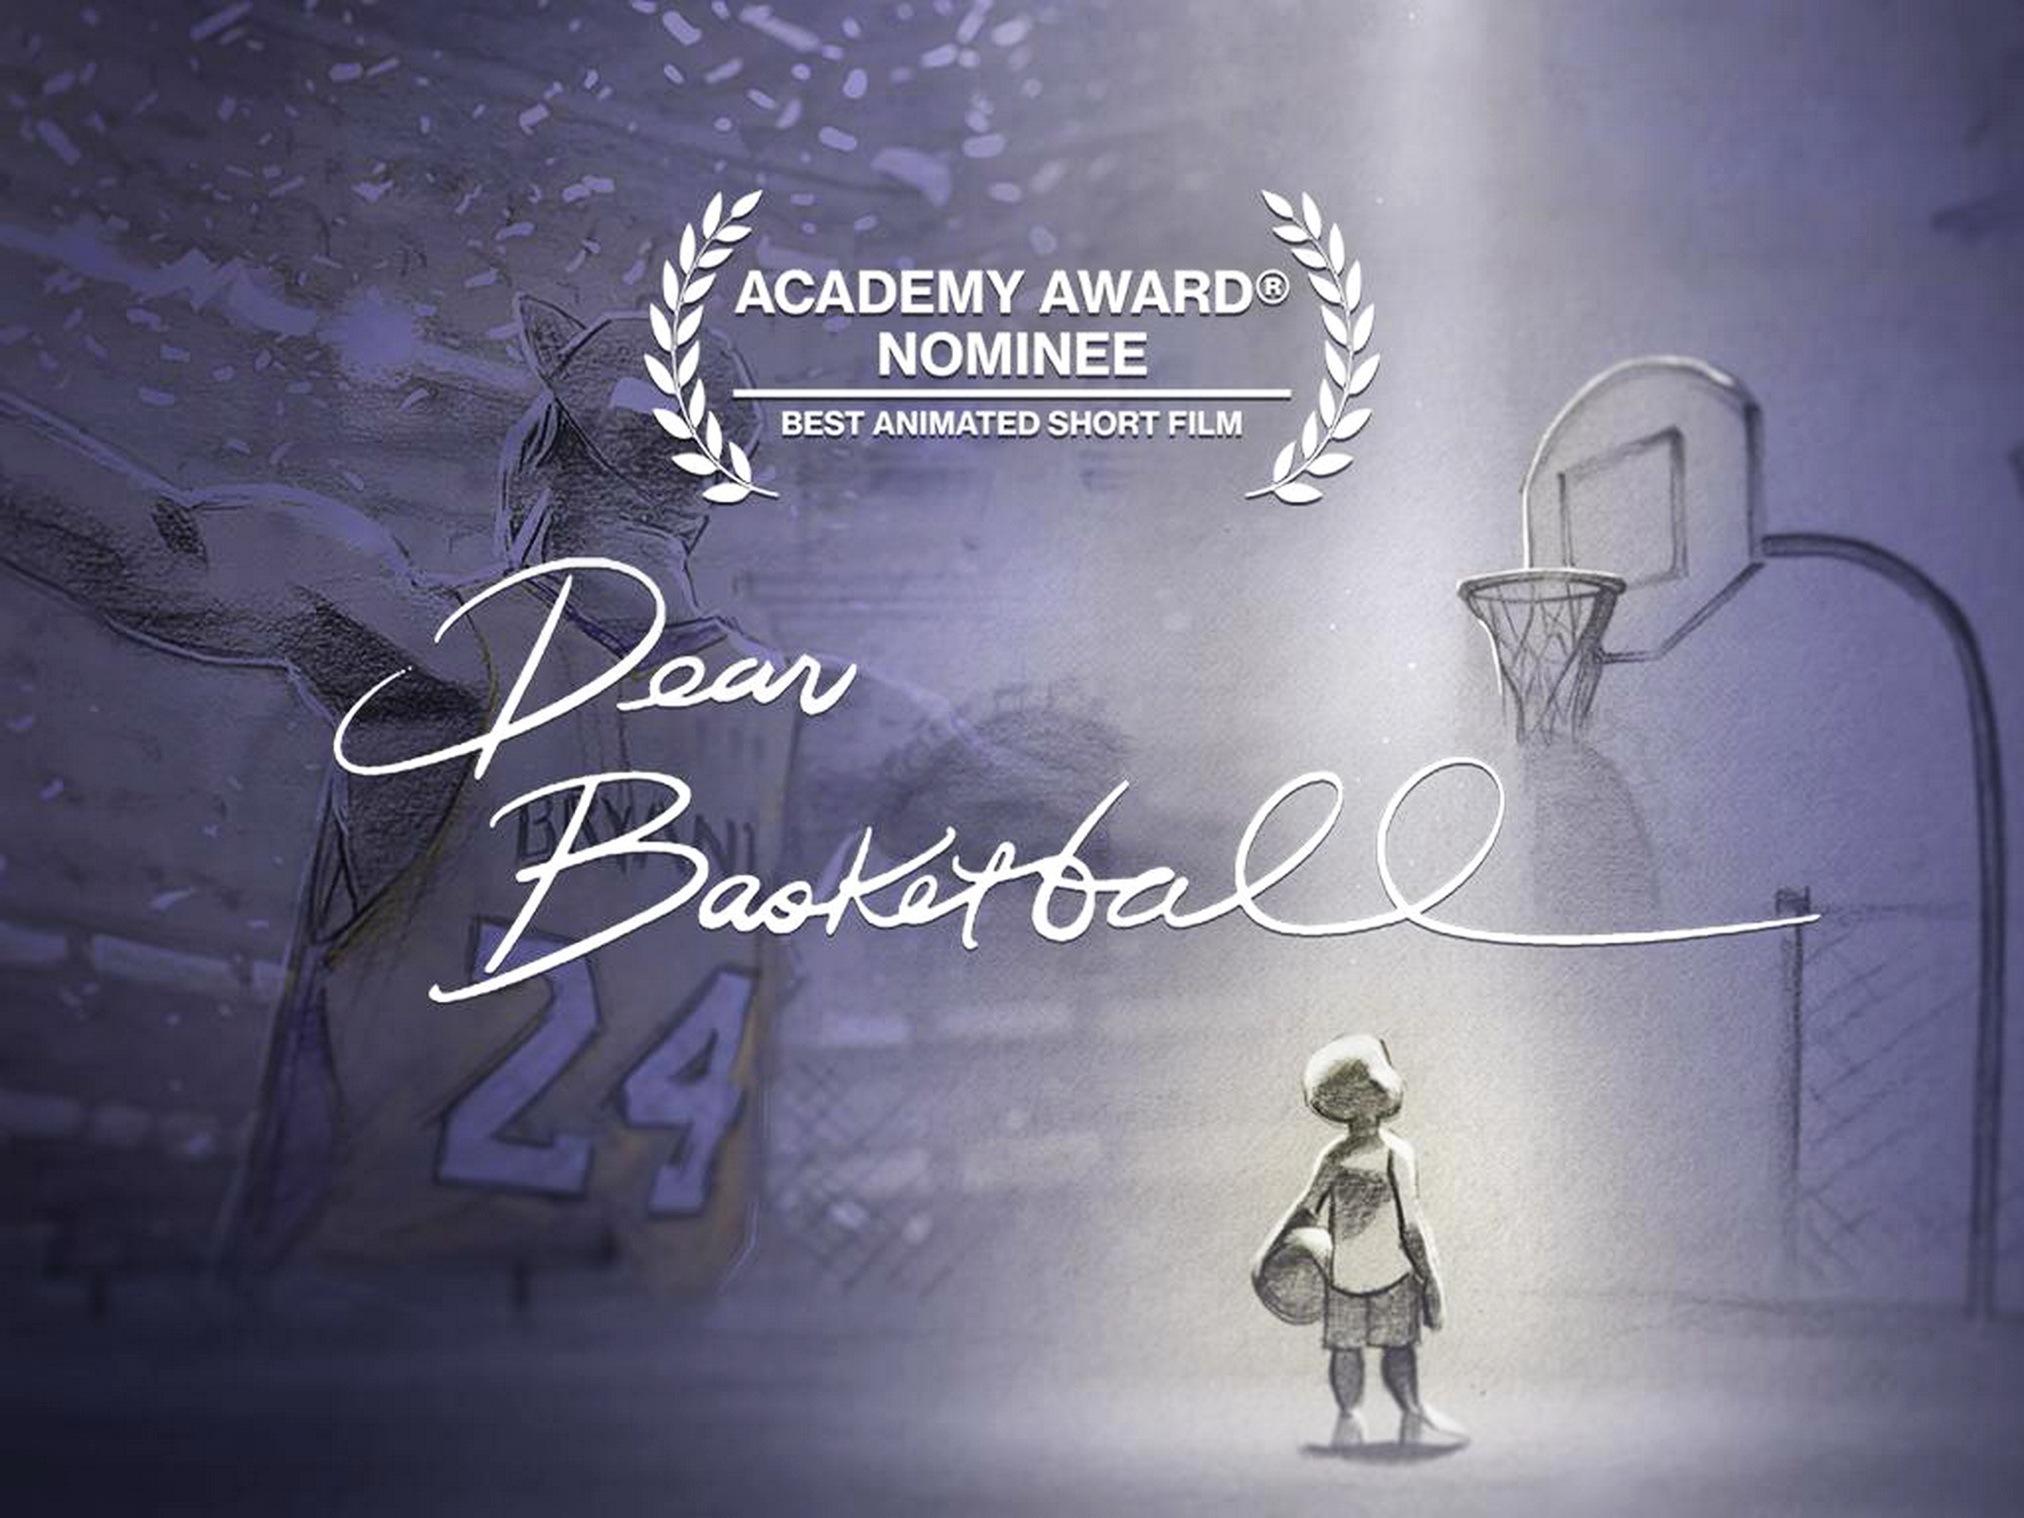 ACADEMY AWARD®
NOMINEE
BEST ANIMATED SHORT FILM
Dear
Basketball
BRYANT
24